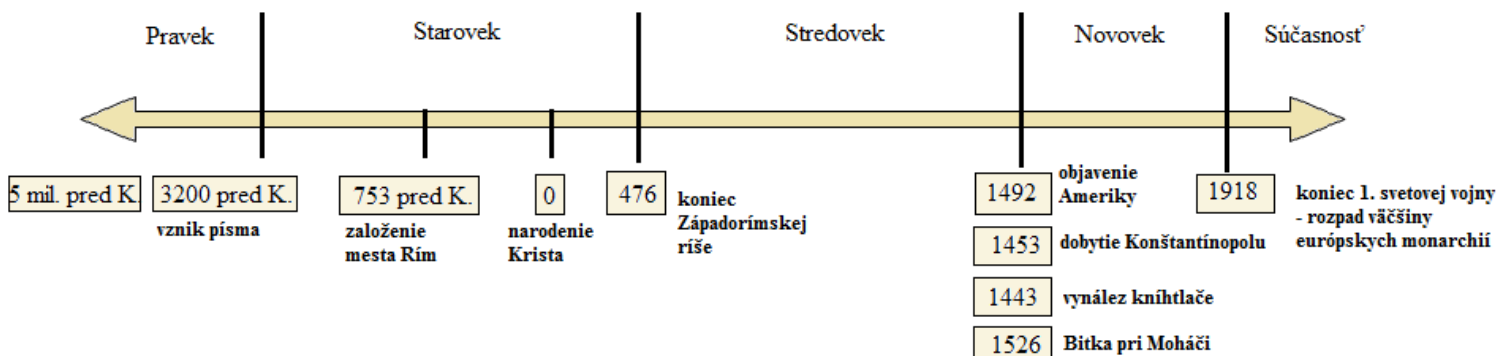 Pravek
Starovek
Stredovek
Novovek
Súčasnosť
5 mil. pred K.
3200 pred K.
vznik písma
753 pred K.
založenie
mesta Rím
0
narodenie
Krista
476
koniec
Západorímskej
ríše
1492
objavenie
Ameriky
1453
dobytie Konštantínopolu
1443
vynález kníhtlače
1526
Bitka pri Moháči
1918
koniec 1. svetovej vojny
- rozpad väčšiny
európskych monarchií